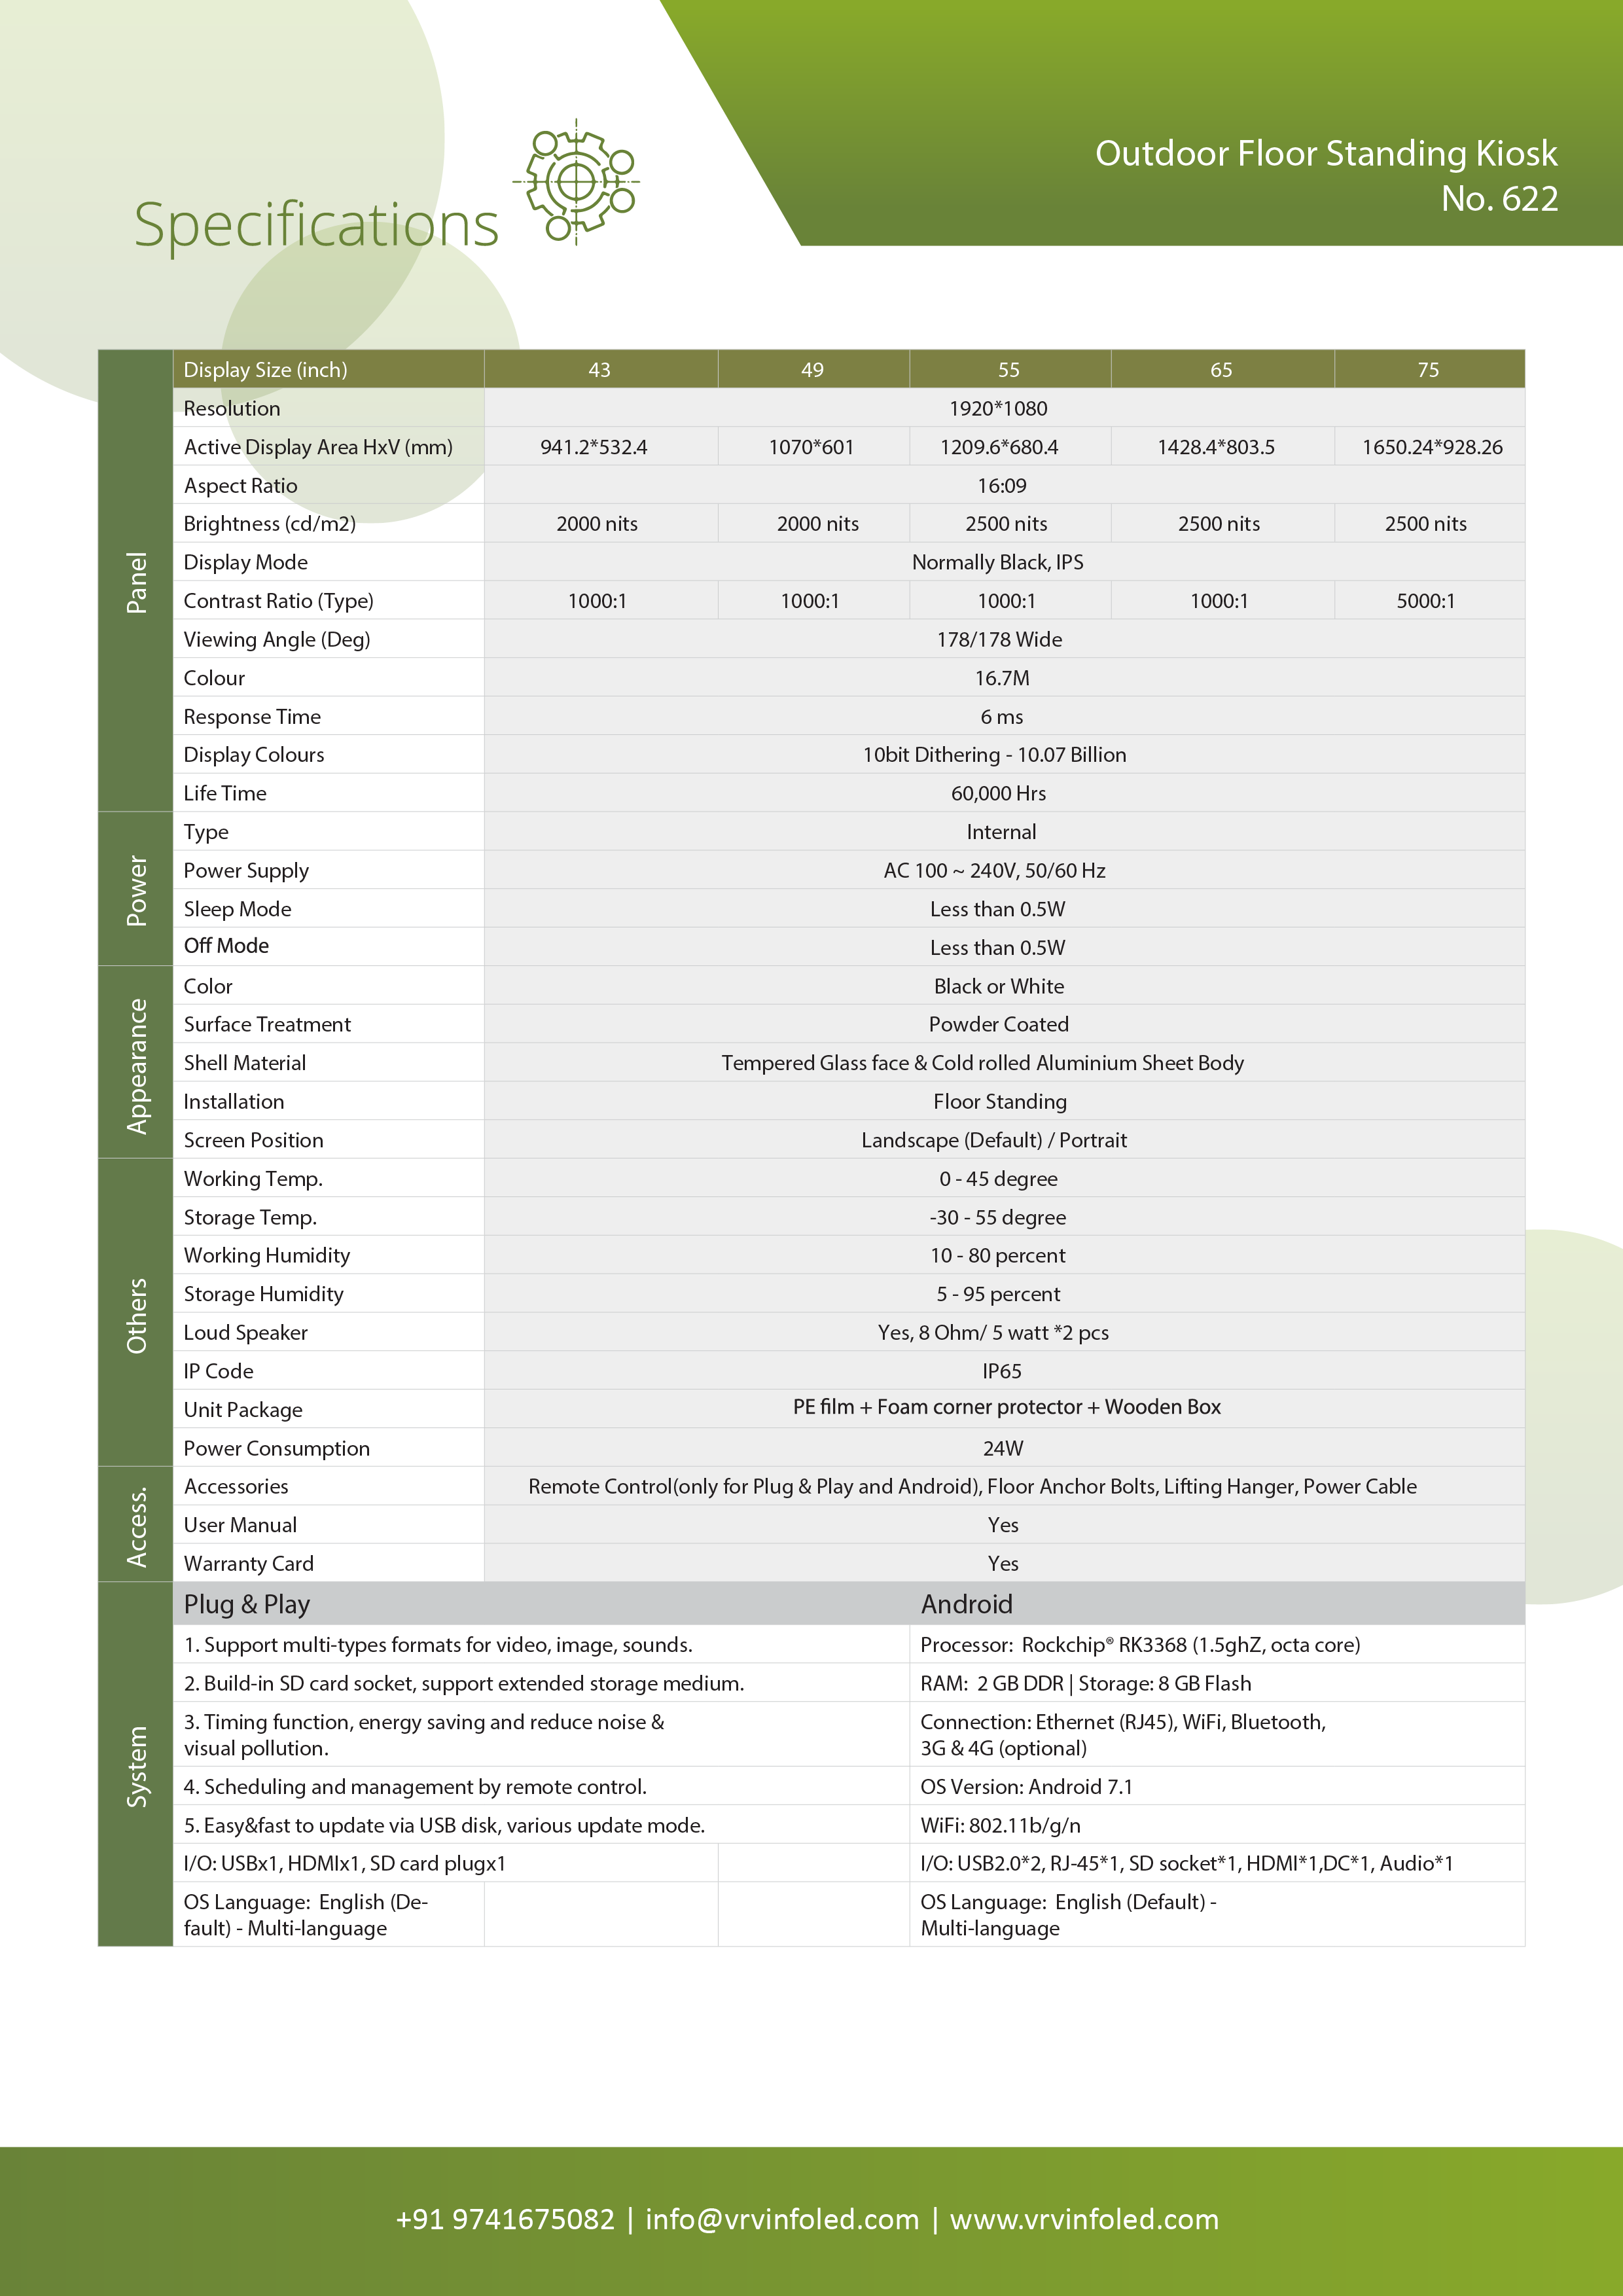 Outdoor Floor Standing Kiosk
No. 622
Specifications
Panel
Display Size (inch) 43 49 55 65 75
Resolution 1920*1080
Active Display Area HxV (mm) 941.2*532.4 1070*601 1209.6*680.4 1428.4*803.5 1650.24*928.26
Aspect Ratio 16:09
Brightness (cd/m2) 2000 nits 2000 nits 2500 nits 2500 nits 2500 nits
Display Mode Normally Black, IPS
Contrast Ratio (Type) 1000:1 1000:1 1000:1 1000:1 5000:1
Viewing Angle (Deg) 178/178 Wide
Colour 16.7M
Response Time 6 ms
Display Colours 10bit Dithering - 10.07 Billion
Life Time 60,000 Hrs
Power
Type Internal
Power Supply AC 100 ~ 240V, 50/60 Hz
Sleep Mode Less than 0.5W
Off Mode Less than 0.5W
Appearance
Color Black or White
Surface Treatment Powder Coated
Shell Material Tempered Glass face & Cold rolled Aluminium Sheet Body
Installation Floor Standing
Screen Position Landscape (Default) / Portrait
Others
Working Temp. 0 - 45 degree
Storage Temp. -30 - 55 degree
Working Humidity 10 - 80 percent
Storage Humidity 5 - 95 percent
Loud Speaker Yes, 8 Ohm/ 5 watt *2 pcs
IP Code IP65
Unit Package PE film + Foam corner protector + Wooden Box
Power Consumption 24W
Access.
Accessories Remote Control(only for Plug & Play and Android), Floor Anchor Bolts, Lifting Hanger, Power Cable
User Manual Yes
Warranty Card Yes
System
Plug & Play Android
1. Support multi-types formats for video, image, sounds. Processor: Rockchip® RK3368 (1.5ghZ, octa core)
2. Build-in SD card socket, support extended storage medium. RAM: 2 GB DDR | Storage: 8 GB Flash
3. Timing function, energy saving and reduce noise & Connection: Ethernet (RJ45), WiFi, Bluetooth,
visual pollution. 3G & 4G (optional)
4. Scheduling and management by remote control. OS Version: Android 7.1
5. Easy&fast to update via USB disk, various update mode. WiFi: 802.11b/g/n
I/O: USBx1, HDMIx1, SD card plugx1 I/O: USB2.0*2, RJ-45*1, SD socket*1, HDMI*1,DC*1, Audio*1
OS Language: English (De- OS Language: English (Default) -
fault) - Multi-language Multi-language
+91 9741675082 | info@vrvinfoled.com | www.vrvinfoled.com